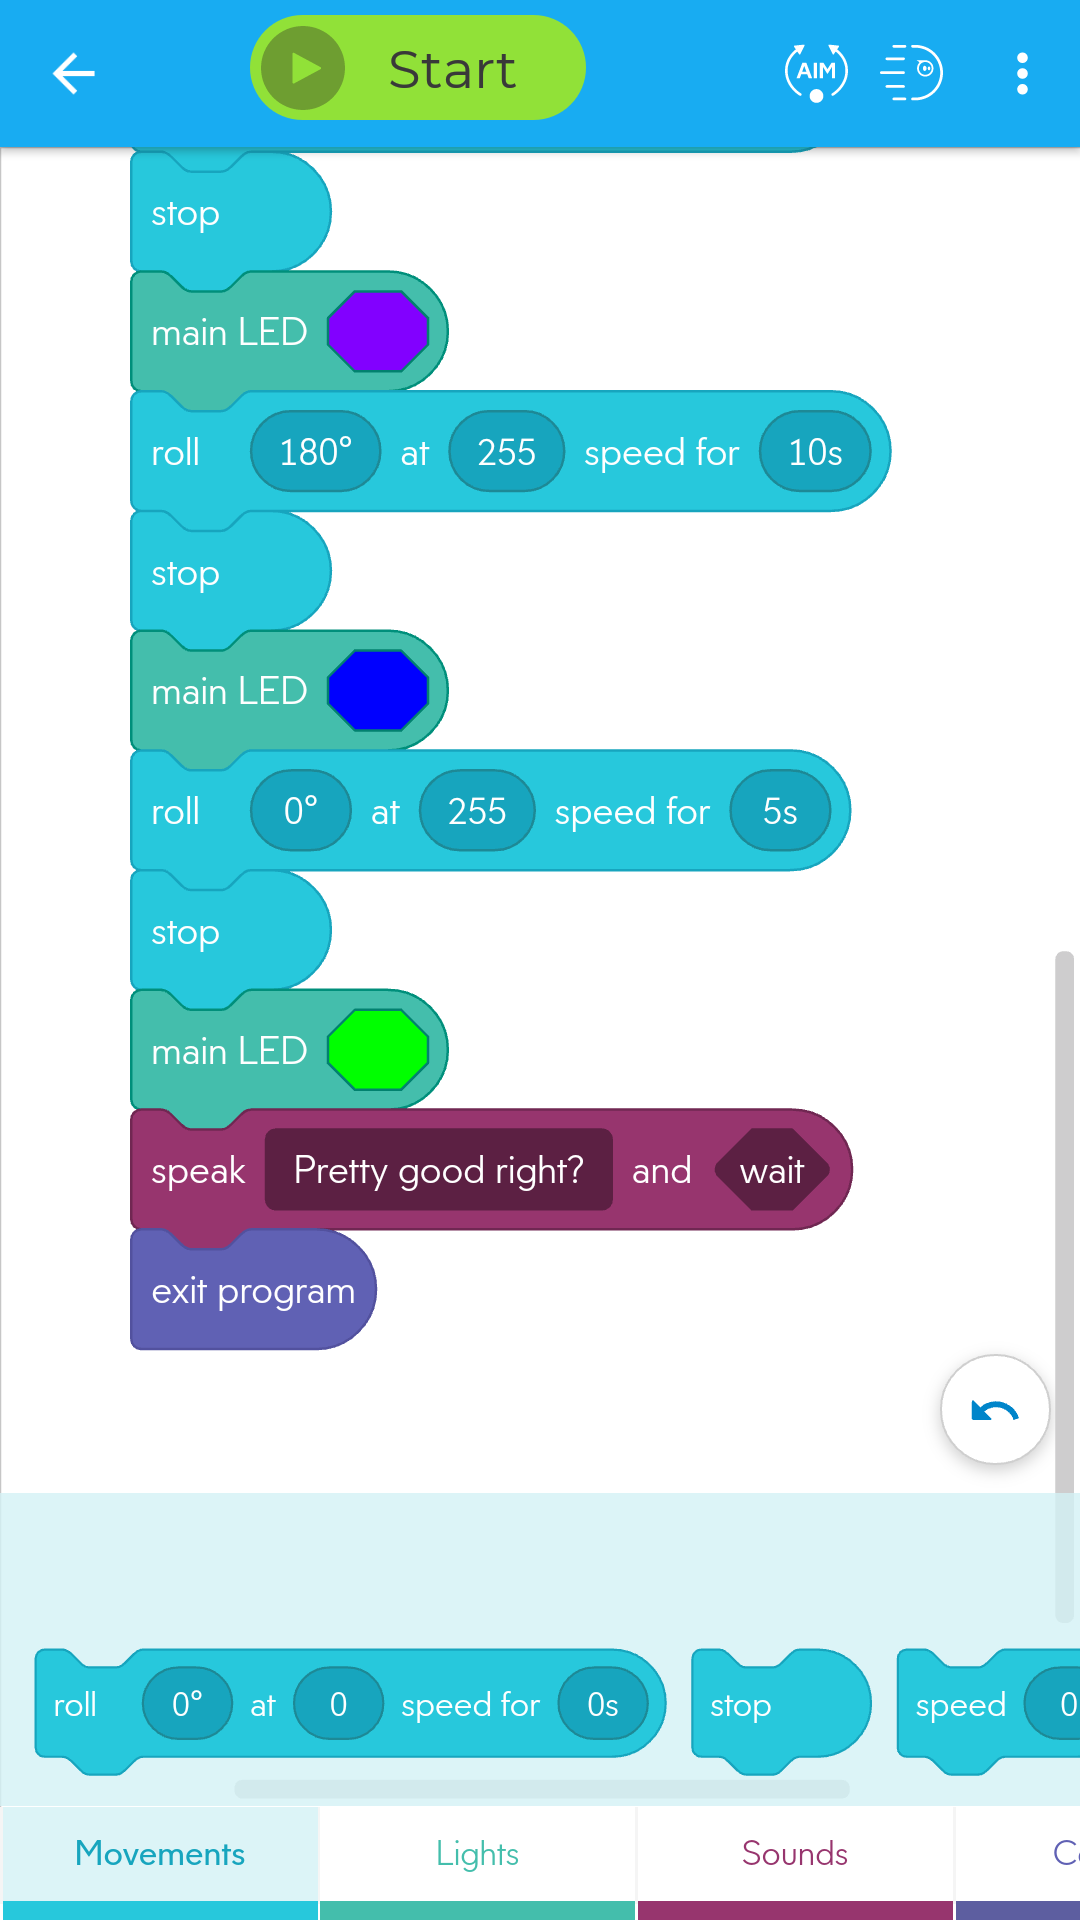 Start
AIM
stop
main LED
roll 180° at 255 speed for 10s
stop
main LED
roll 0° at 255 speed for 5s
stop
main LED
speak Pretty good right? and wait
exit program
roll 0° at 0 speed for 0s stop speed 0
Movements Lights Sounds